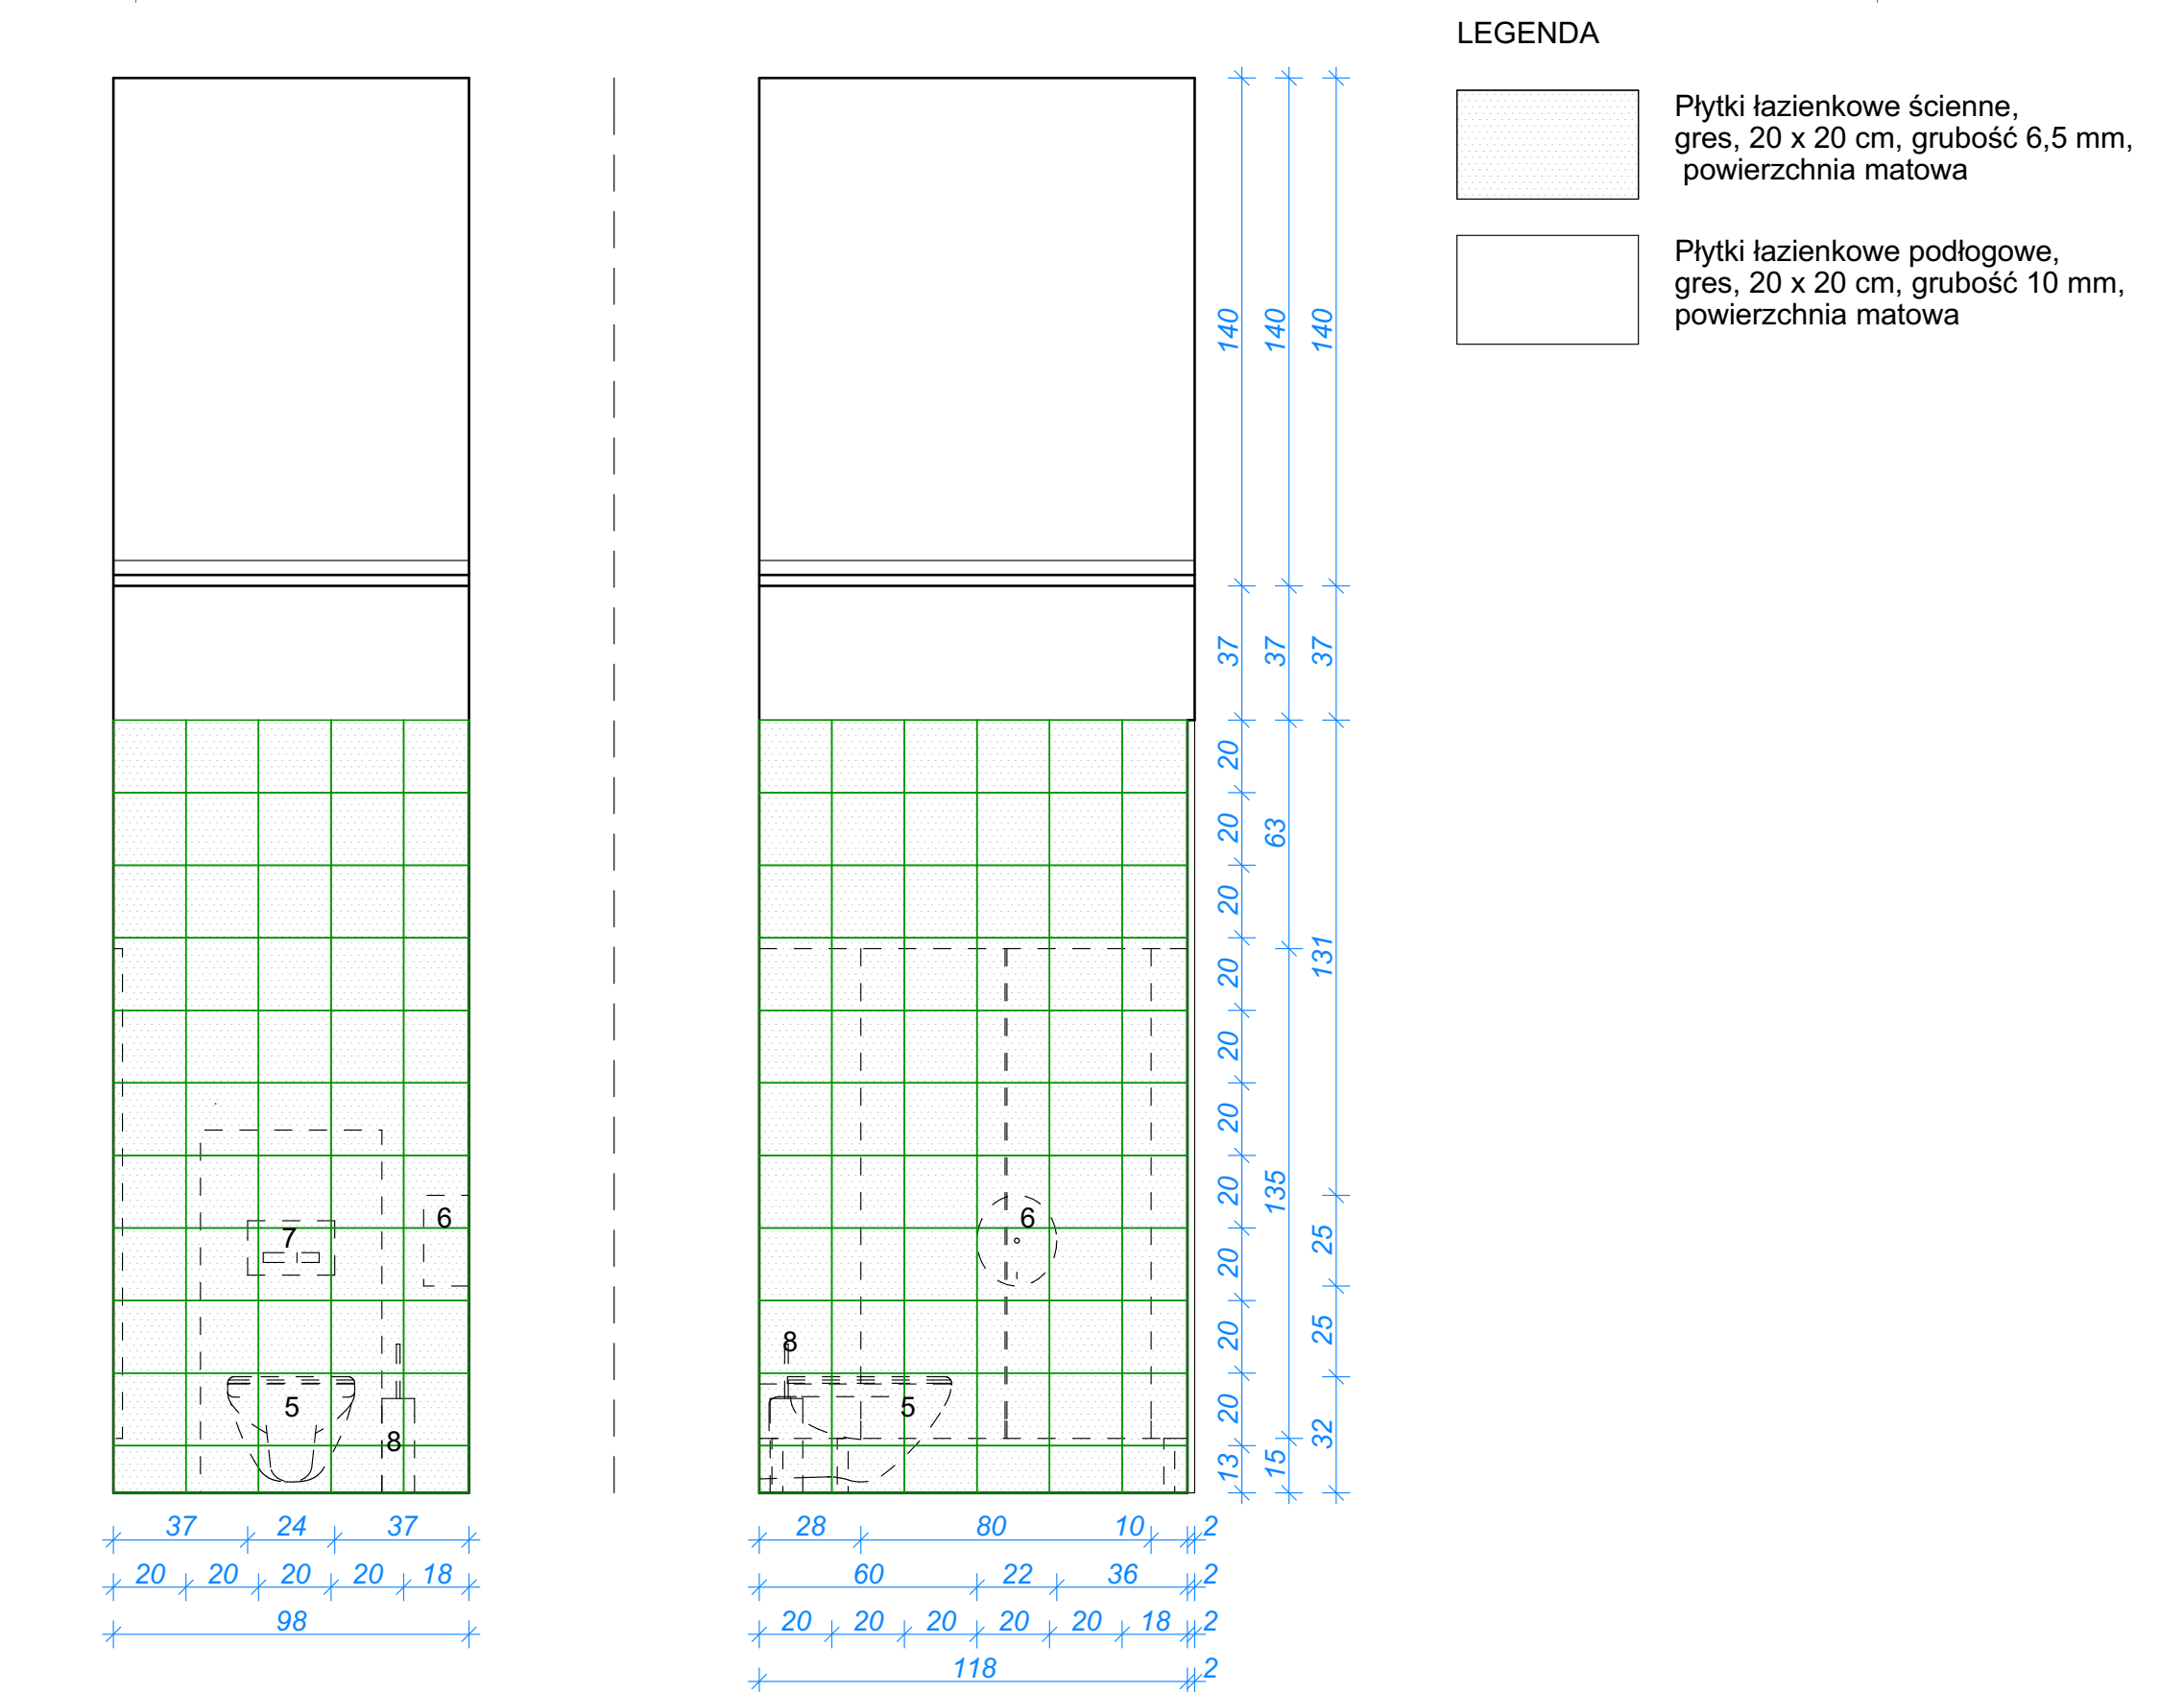 LEGENDA
Płytki łazienkowe ścienne,
gres, 20 x 20 cm, grubość 6,5 mm,
powierzchnia matowa
Płytki łazienkowe podłogowe,
gres, 20 x 20 cm, grubość 10 mm,
powierzchnia matowa
140 140 140
37 37 37
20
20 63
20
20 131
20
20
20 135
20 25
20 25
20 32
13 15
7 6
5
8
6
8
5
37 24 37
20 20 20 20 18
98
28 80 10 2
60 22 36 2
20 20 20 20 20 18 2
118 2